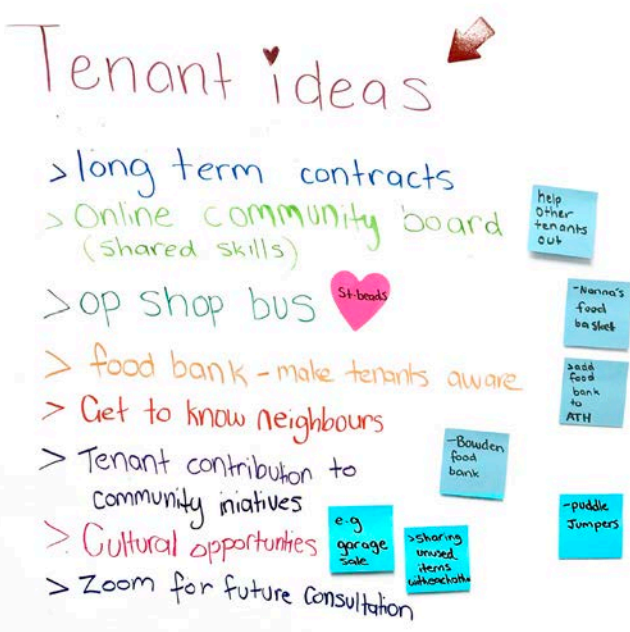 Tenant ideas
> long term contracts
> Online community board
(shared skills)
help
other
tenants
out
> op shop bus
St-beads
-Nanna's
food
basket
> food bank - make tenants aware
>add
food
bank
to
ATH
> Get to know neighbours
> Tenant contribution to
community iniatives
-Bowden
food
bank
> Cultural opportunties
e.g
garage
sale
>sharing
unused
items
witheachother
-puddle
Jumpers
> Zoom for future consultation